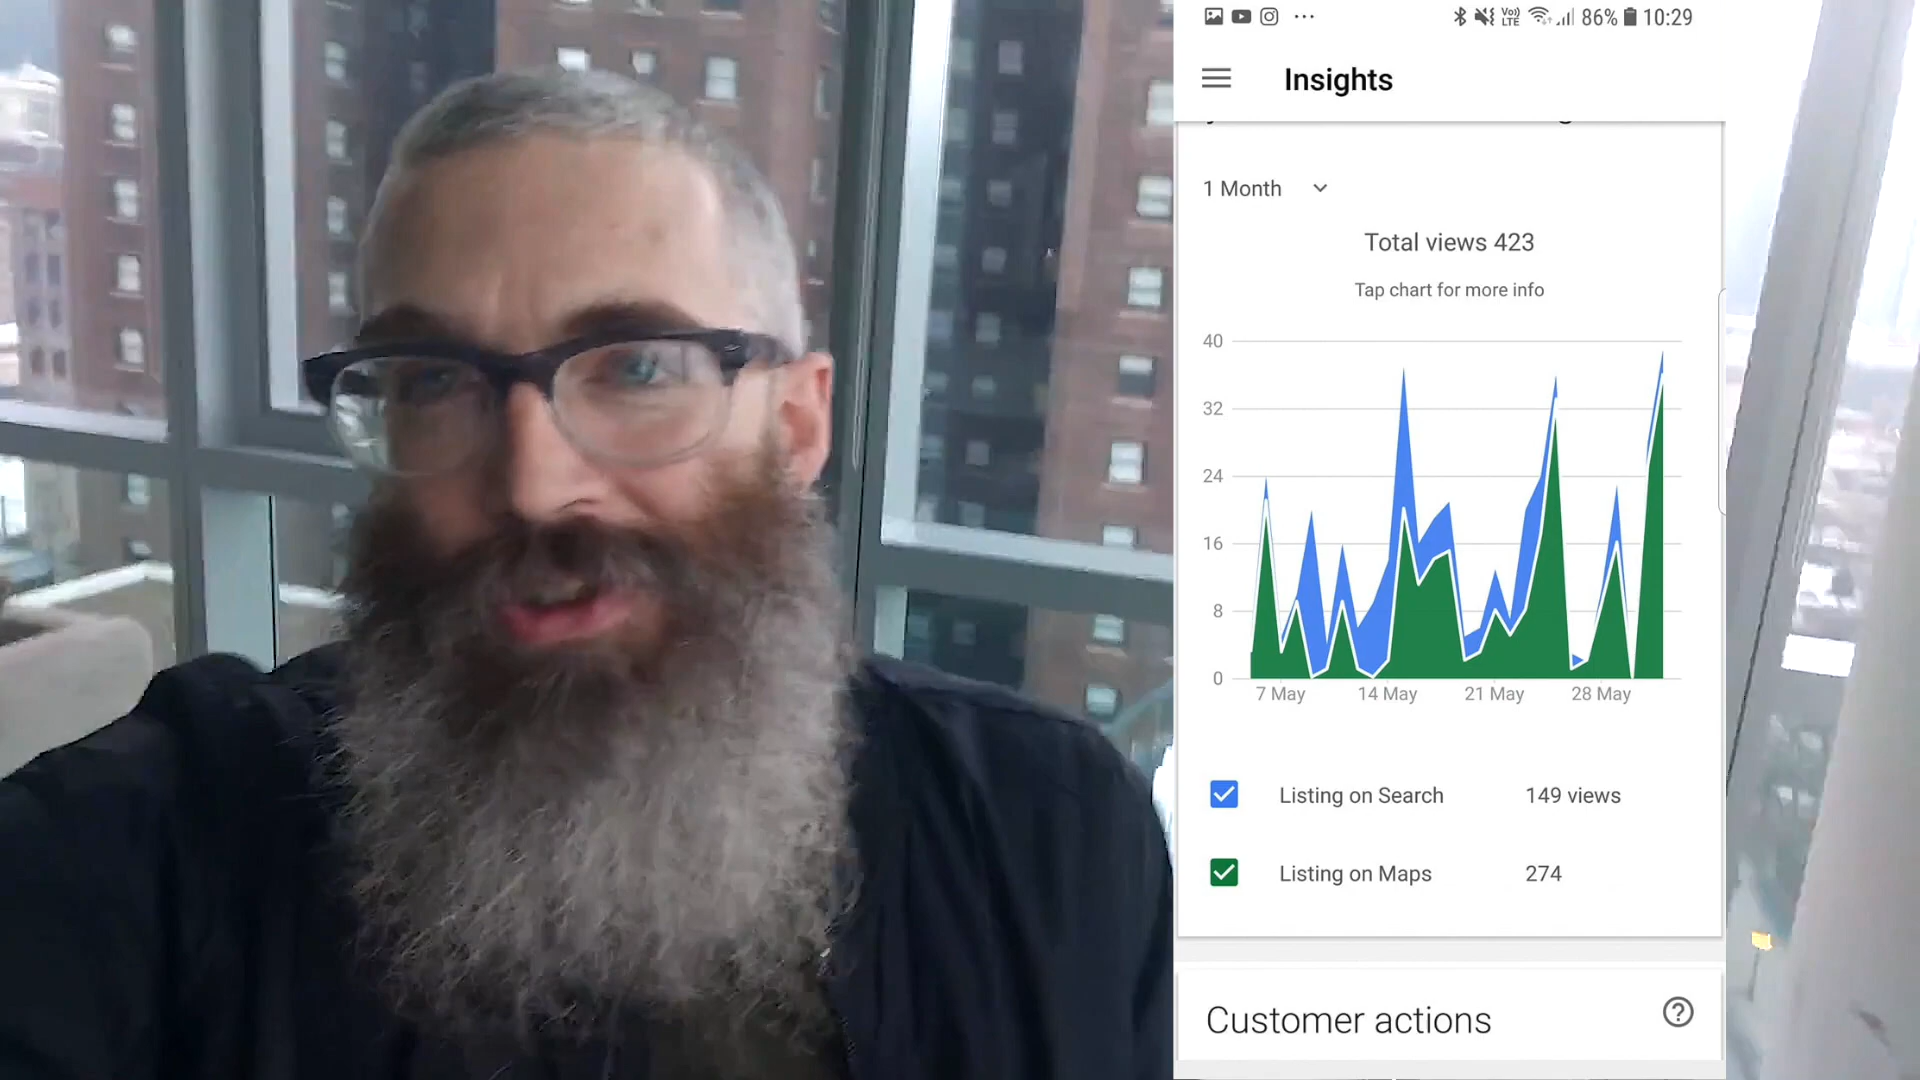 Vo)) LTE 86% 10:29
Insights
1 Month
Total views 423
Tap chart for more info
40
32
24
16
8
0
7 May 14 May 21 May 28 May
Listing on Search 149 views
Listing on Maps 274
Customer actions